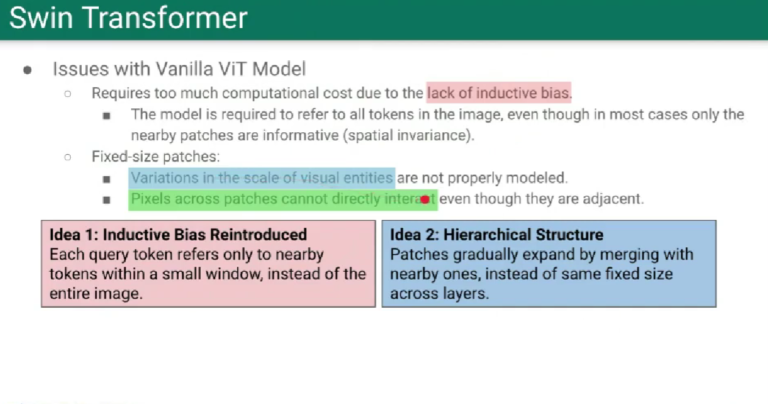 Swin Transformer
● Issues with Vanilla ViT Model
○ Requires too much computational cost due to the lack of inductive bias.
■ The model is required to refer to all tokens in the image, even though in most cases only the
nearby patches are informative (spatial invariance).
○ Fixed-size patches:
■ Variations in the scale of visual entities are not properly modeled.
■ Pixels across patches cannot directly interact even though they are adjacent.
Idea 1: Inductive Bias Reintroduced
Each query token refers only to nearby
tokens within a small window, instead of the
entire image.
Idea 2: Hierarchical Structure
Patches gradually expand by merging with
nearby ones, instead of same fixed size
across layers.